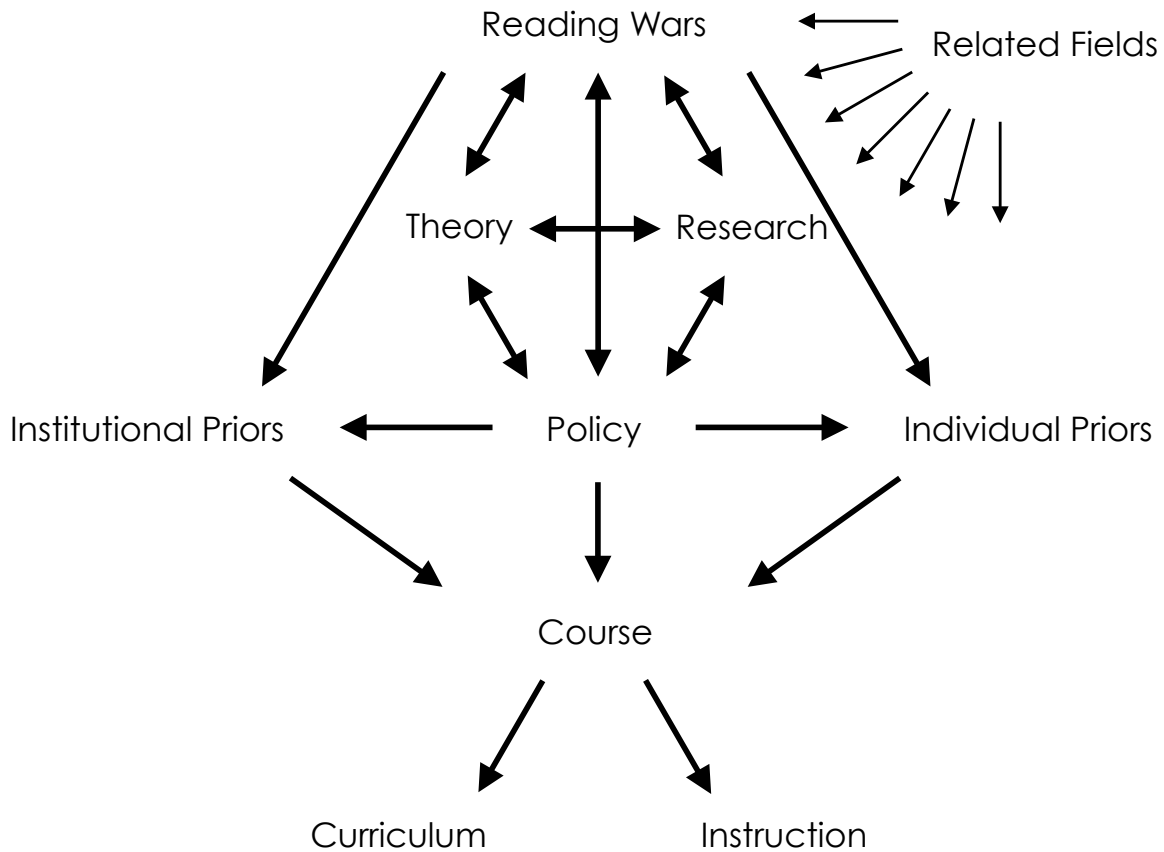 Reading Wars
Related Fields
Theory
Research
Institutional Priors
Policy
Individual Priors
Course
Curriculum
Instruction